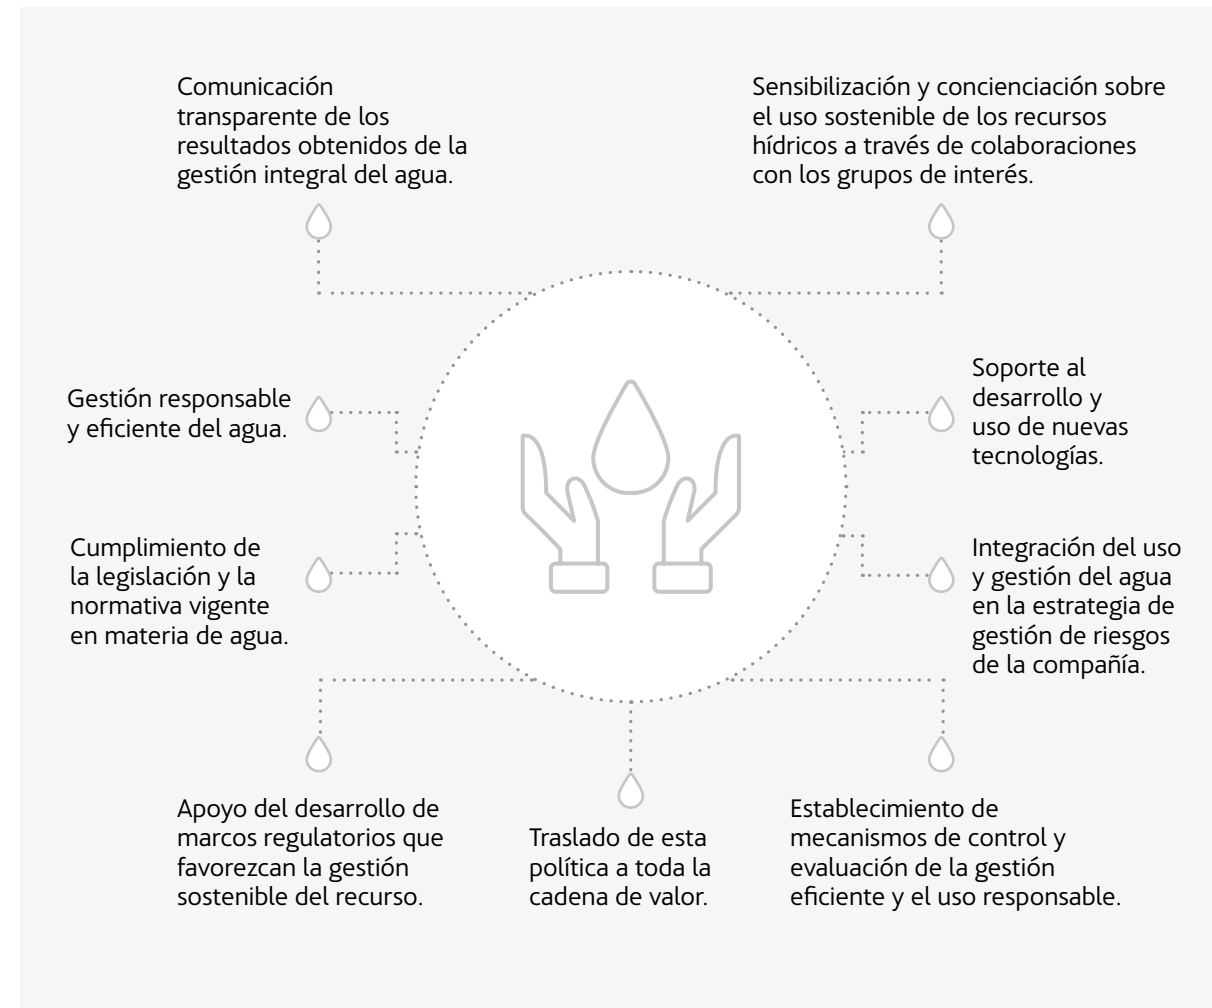 Comunicación
transparente de los
resultados obtenidos de la
gestión integral del agua.
Sensibilización y concienciación sobre
el uso sostenible de los recursos
hídricos a través de colaboraciones
con los grupos de interés.
Gestión responsable
y eficiente del agua.
Soporte al
desarrollo y
uso de nuevas
tecnologías.
Cumplimiento de
la legislación y la
normativa vigente
en materia de agua.
Integración del uso
y gestión del agua
en la estrategia de
gestión de riesgos
de la compañía.
Apoyo del desarrollo de
marcos regulatorios que
favorezcan la gestión
sostenible del recurso.
Traslado de esta
política a toda la
cadena de valor.
Establecimiento de
mecanismos de control y
evaluación de la gestión
eficiente y el uso responsable.